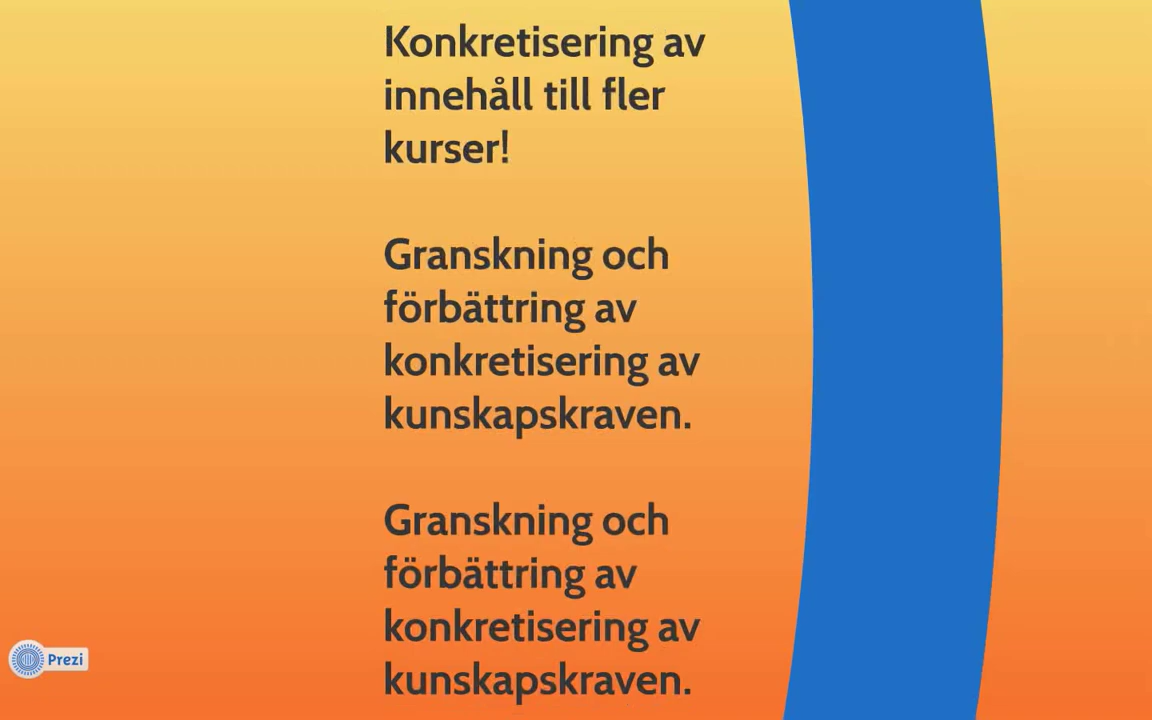 Konkretisering av
innehåll till fler
kurser!
Granskning och
förbättring av
konkretisering av
kunskapskraven.
Granskning och
förbättring av
konkretisering av
kunskapskraven.
Prezi